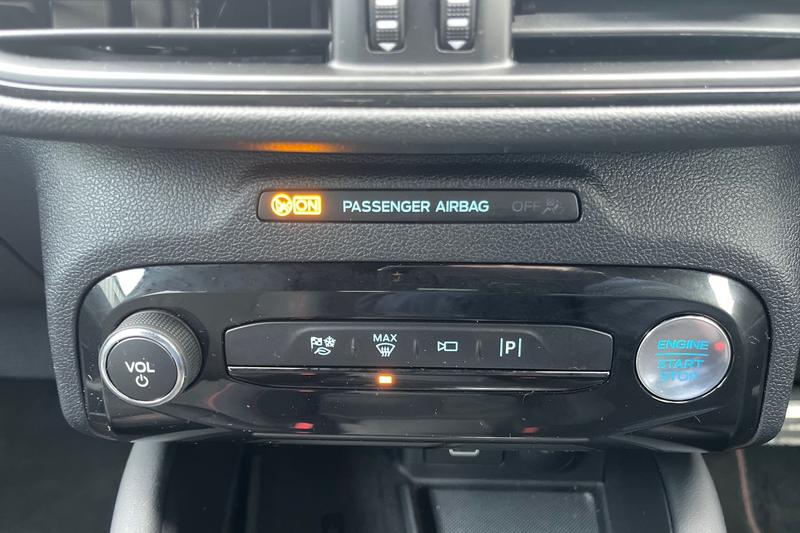 ON PASSENGER AIRBAG OFF
VOL
MAX
P
ENGINE
START
STOP